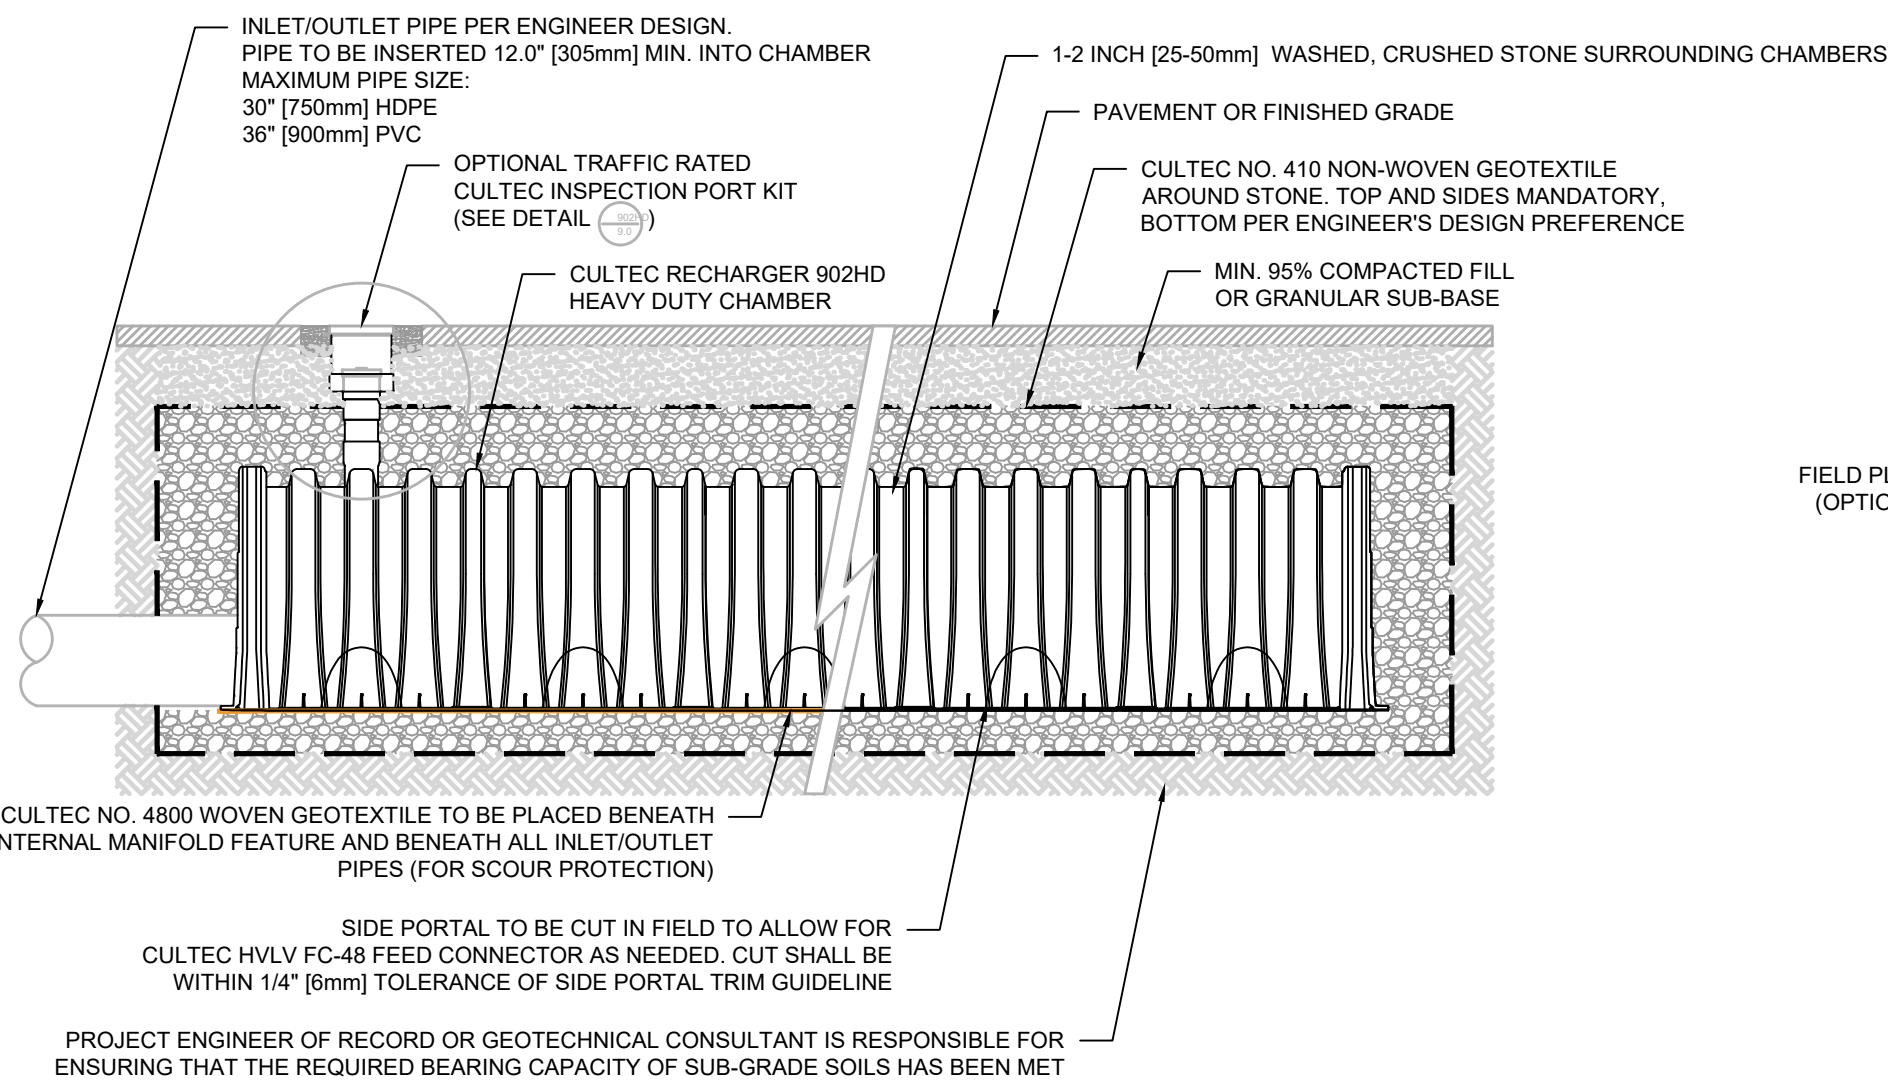 INLET/OUTLET PIPE PER ENGINEER DESIGN.
PIPE TO BE INSERTED 12.0" [305mm] MIN. INTO CHAMBER
MAXIMUM PIPE SIZE:
30" [750mm] HDPE
36" [900mm] PVC
1-2 INCH [25-50mm] WASHED, CRUSHED STONE SURROUNDING CHAMBERS
PAVEMENT OR FINISHED GRADE
OPTIONAL TRAFFIC RATED
CULTEC INSPECTION PORT KIT
(SEE DETAIL 902HD
9.0 )
CULTEC NO. 410 NON-WOVEN GEOTEXTILE
AROUND STONE. TOP AND SIDES MANDATORY,
BOTTOM PER ENGINEER'S DESIGN PREFERENCE
CULTEC RECHARGER 902HD
HEAVY DUTY CHAMBER
MIN. 95% COMPACTED FILL
OR GRANULAR SUB-BASE
FIELD PL
(OPTIO
CULTEC NO. 4800 WOVEN GEOTEXTILE TO BE PLACED BENEATH
NTERNAL MANIFOLD FEATURE AND BENEATH ALL INLET/OUTLET
PIPES (FOR SCOUR PROTECTION)
SIDE PORTAL TO BE CUT IN FIELD TO ALLOW FOR
CULTEC HVLV FC-48 FEED CONNECTOR AS NEEDED. CUT SHALL BE
WITHIN 1/4" [6mm] TOLERANCE OF SIDE PORTAL TRIM GUIDELINE
PROJECT ENGINEER OF RECORD OR GEOTECHNICAL CONSULTANT IS RESPONSIBLE FOR
ENSURING THAT THE REQUIRED BEARING CAPACITY OF SUB-GRADE SOILS HAS BEEN MET